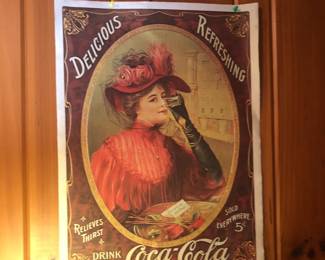 DELICIOUS
REFRESHING
RELIEVES
THIRST
SOLD
EVERYWHERE
5¢
DRINK
Coca-Cola